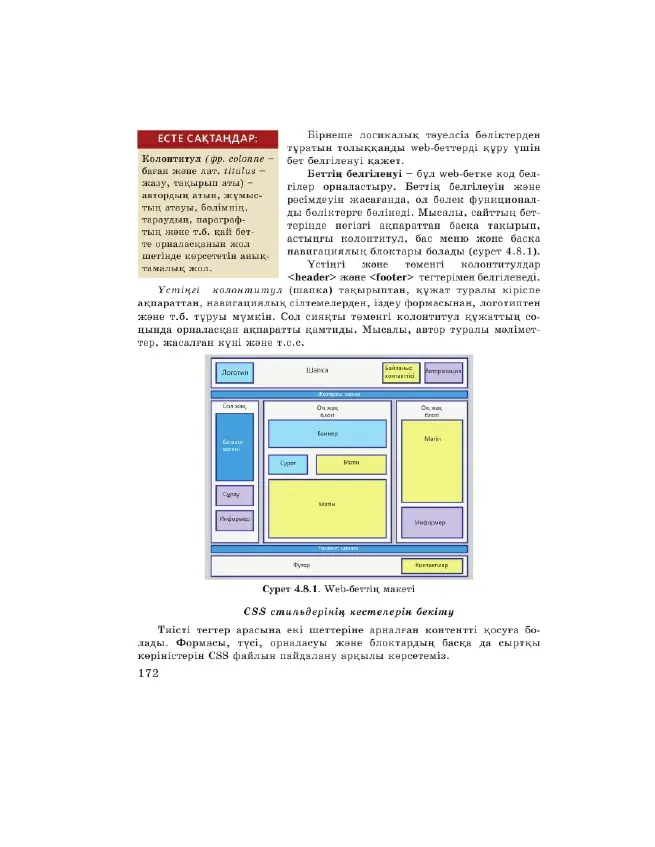 ЕСТЕ САҚТАҢДАР:
Колонтитул (фр. colonne –
баған және лат. titulus –
жазу, тақырып аты) –
автордың атын, жұмыс-
тың атауы, бөлімнің,
тараудың, параграф-
тың және т.б. қай бет-
те орналасқанын жол
шетінде көрсететін анық-
тамалық жол.
Бірнеше логикалық тәуелсіз бөліктерден
тұратын толыққанды web-беттерді құру үшін
бет белгіленуі қажет.
Беттің белгіленуі – бұл web-бетке код бел-
гілер орналастыру. Беттің белгілеуін және
рәсімдеуін жасағанда, ол бөлек функционал-
ды бөліктерге бөлінеді. Мысалы, сайттың бет-
терінде негізгі ақпараттан басқа тақырып,
астыңғы колонтитул, бас меню және басқа
навигациялық блоктары болады (сурет 4.8.1).
Үстіңгі және төменгі колонтитулдар
<header> және <footer> тегтерімен белгіленеді.
Үстіңгі колонтитул (шапка) тақырыптан, құжат туралы кіріспе
ақпараттан, навигациялық сілтемелерден, іздеу формасынан, логотиптен
және т.б. тұруы мүмкін. Сол сияқты төменгі колонтитул құжаттың со-
ңында орналасқан ақпаратты қамтиды. Мысалы, автор туралы мәлімет-
тер, жасалған күні және т.с.с.
Логотип
Шапка
Байланыс
контактісі
Авторизация
Жоғарғы меню
Сол жақ
Каталог
менюі
Сұрау
Информер
Оң жақ
блогі
Баннер
Сурет
Мәтін
Мәтін
Оң жақ
блогі
Мәтін
Информер
Төменгі меню
Футер
Контактілер
Сурет 4.8.1. Web-беттің макеті
CSS стильдерінің кестелерін бекіту
Тиісті тегтер арасына екі шеттеріне арналған контентті қосуға бо-
лады. Формасы, түсі, орналасуы және блоктардың басқа да сыртқы
көріністерін CSS файлын пайдалану арқылы көрсетеміз.
172